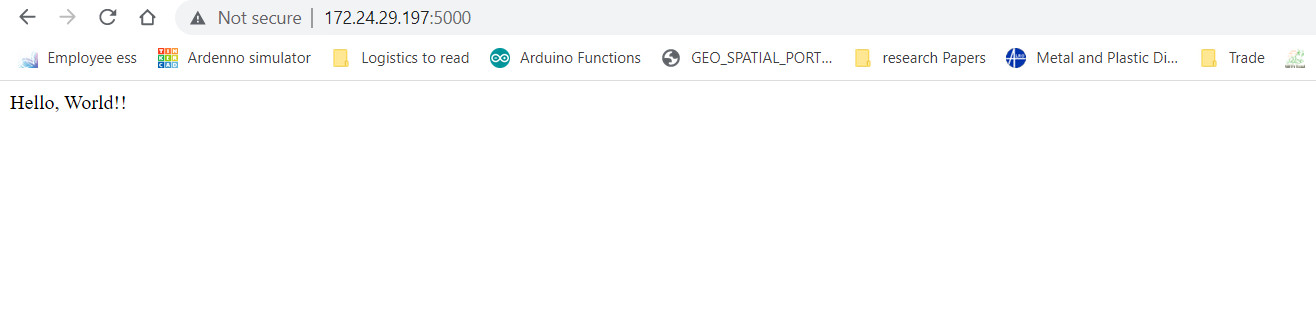 Not secure | 172.24.29.197:5000
Employee ess Ardenno simulator Logistics to read Arduino Functions GEO_SPATIAL_PORT... research Papers Metal and Plastic Di... Trade
Hello, World!!